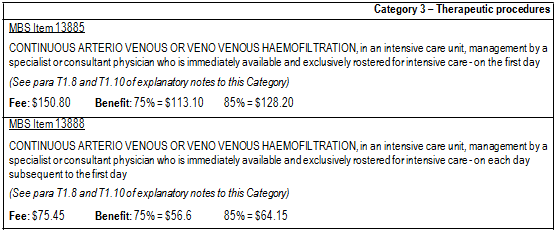 Category 3 – Therapeutic procedures
MBS Item 13885
CONTINUOUS ARTERIO VENOUS OR VENO VENOUS HAEMOFILTRATION, in an intensive care unit, management by a
specialist or consultant physician who is immediately available and exclusively rostered for intensive care - on the first day
(See para T1.8 and T1.10 of explanatory notes to this Category)
Fee: $150.80 Benefit: 75% = $113.10 85% = $128.20
MBS Item 13888
CONTINUOUS ARTERIO VENOUS OR VENO VENOUS HAEMOFILTRATION, in an intensive care unit, management by a
specialist or consultant physician who is immediately available and exclusively rostered for intensive care - on each day
subsequent to the first day
(See para T1.8 and T1.10 of explanatory notes to this Category)
Fee: $75.45 Benefit: 75% = $56.6 85% = $64.15